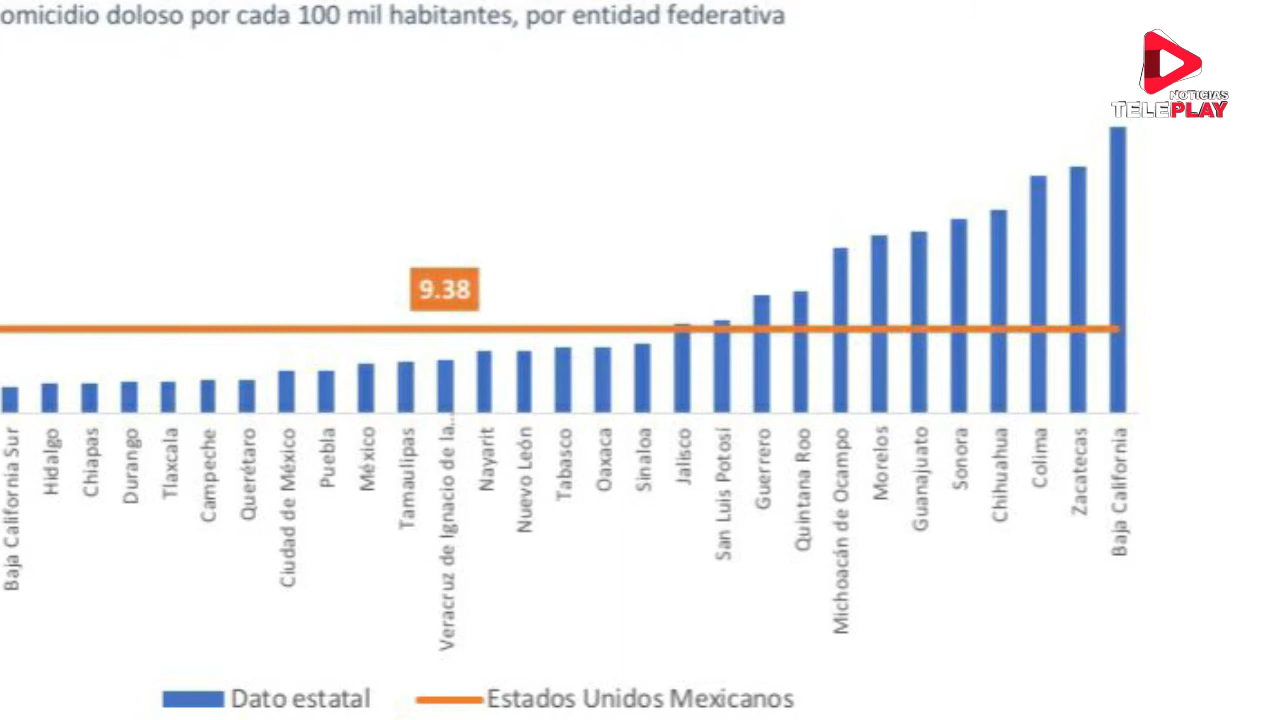 omicidio doloso por cada 100 mil habitantes, por entidad federativa
NOTICIAS
TELEPLAY
9.38
Baja California Sur
Hidalgo
Chiapas
Durango
Tlaxcala
Campeche
Querétaro
Ciudad de México
Puebla
México
Tamaulipas
Veracruz de Ignacio de la...
Nayarit
Nuevo León
Tabasco
Oaxaca
Sinaloa
Jalisco
San Luis Potosí
Guerrero
Quintana Roo
Michoacán de Ocampo
Morelos
Guanajuato
Sonora
Chihuahua
Colima
Zacatecas
Baja California
Dato estatal
Estados Unidos Mexicanos